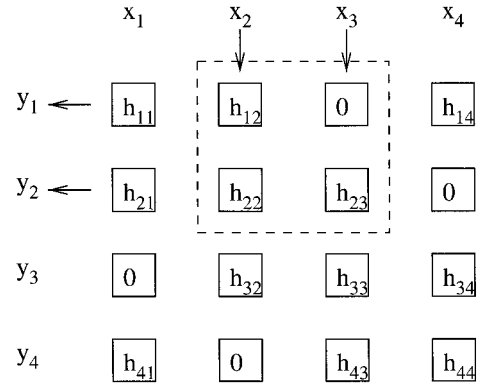 x₁ x₂ x₃ x₄
y₁ h₁₁ h₁₂ 0 h₁₄
y₂ h₂₁ h₂₂ h₂₃ 0
y₃ 0 h₃₂ h₃₃ h₃₄
y₄ h₄₁ 0 h₄₃ h₄₄